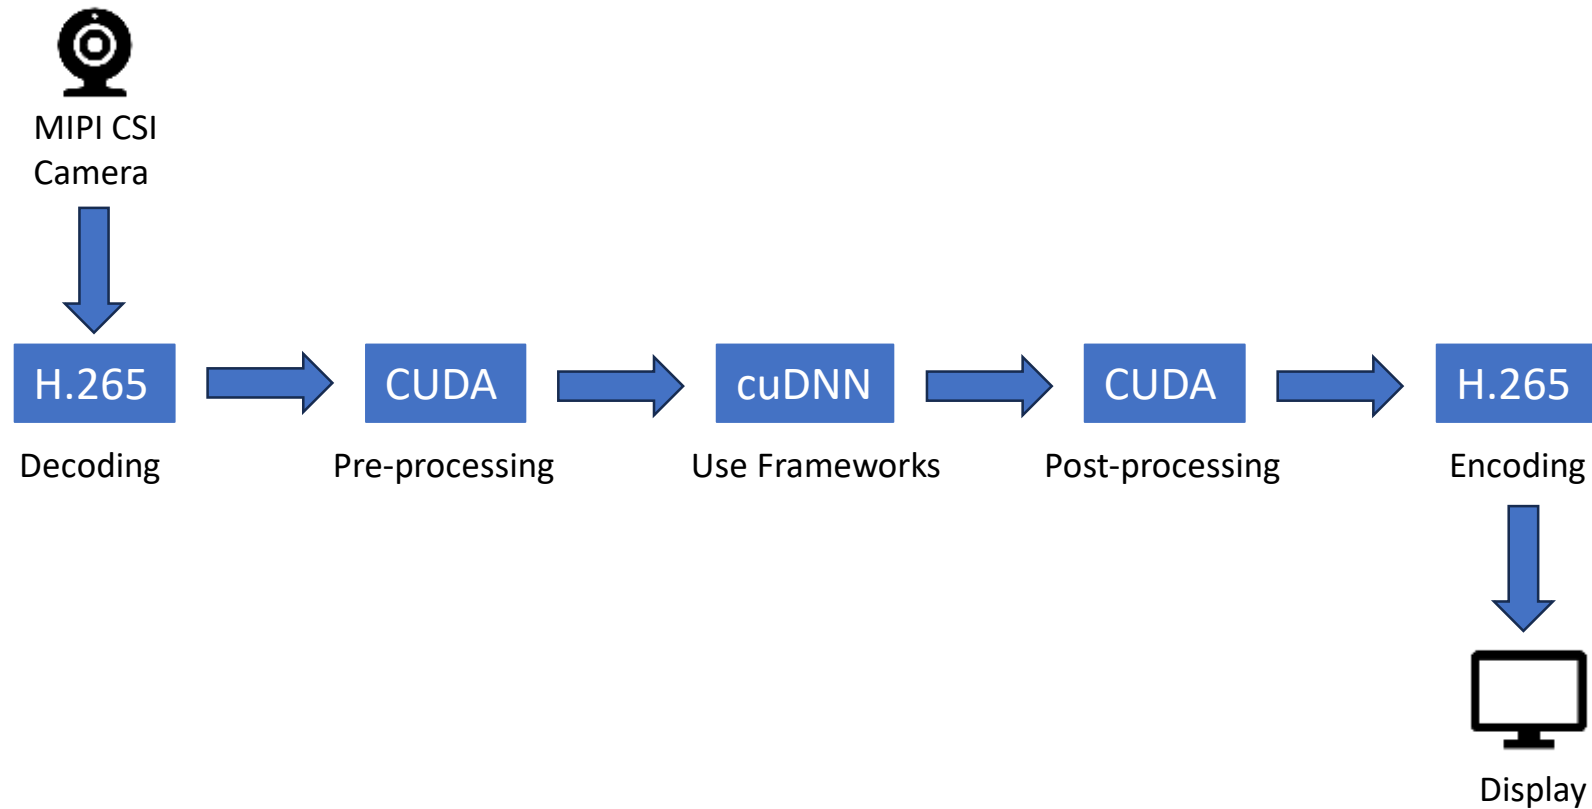 MIPI CSI
Camera
H.265
CUDA
cuDNN
CUDA
H.265
Decoding
Pre-processing
Use Frameworks
Post-processing
Encoding
Display